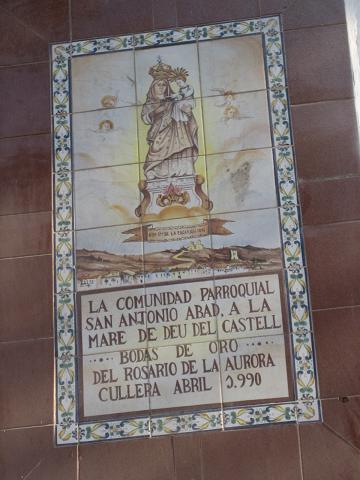 LA COMUNIDAD PARROQUIAL
SAN ANTONIO ABAD, A LA
MARE DE DEU DEL CASTELL
BODAS DE ORO
DEL ROSARIO DE LA AURORA
CULLERA ABRIL 2.990